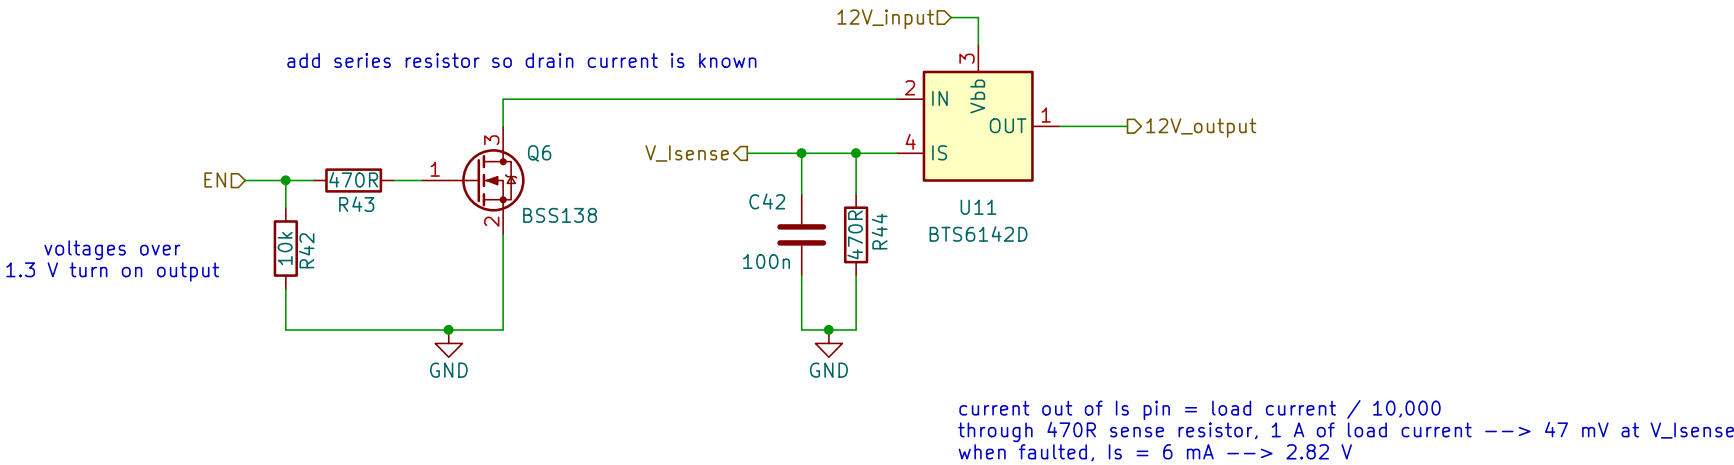 12V_input
add series resistor so drain current is known
3
2 IN
Vbb
OUT 1 12V_output
V_Isense 4 IS
3
Q6
EN 470R 1
R43
2
BSS138
10k R42
C42
100n
470R R44
U11
BTS6142D
voltages over
1.3 V turn on output
GND GND
current out of Is pin = load current / 10,000
through 470R sense resistor, 1 A of load current --> 47 mV at V_Isense
when faulted, Is = 6 mA --> 2.82 V